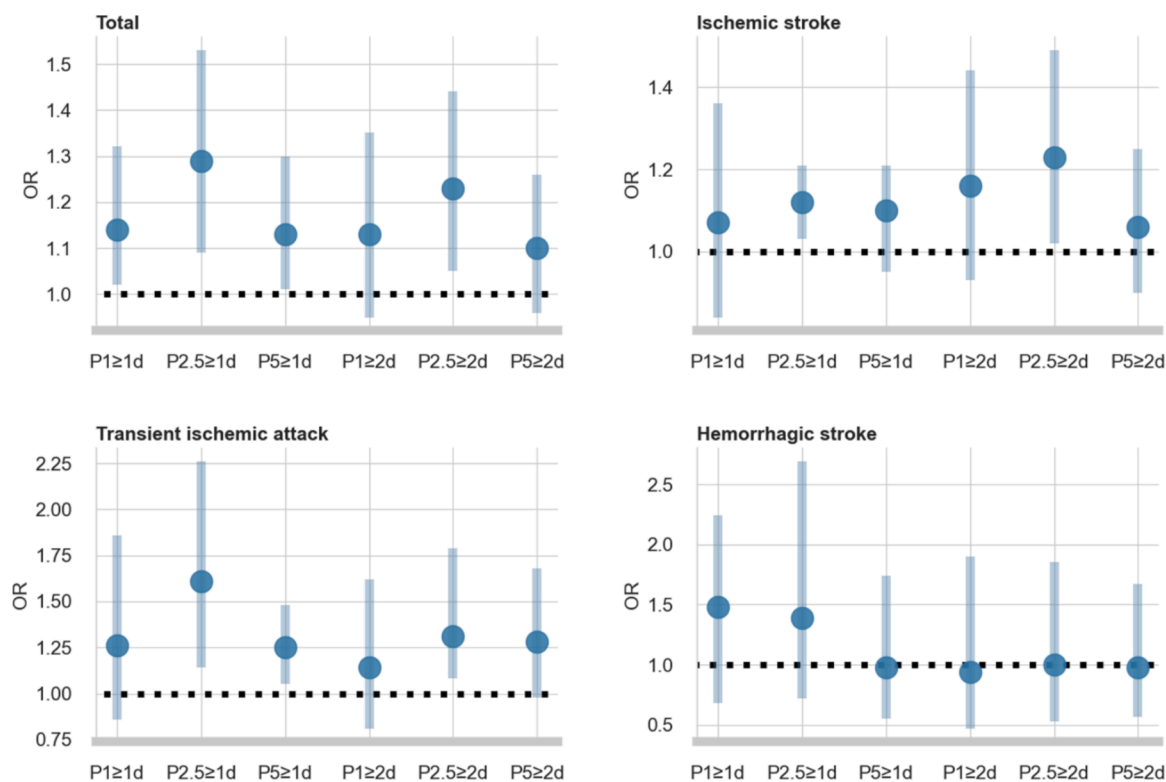 Total
1.5
1.4
1.3
1.2
1.1
1.0
OR
P1≥1d P2.5≥1d P5≥1d P1≥2d P2.5≥2d P5≥2d
Ischemic stroke
1.4
1.2
1.0
OR
P1≥1d P2.5≥1d P5≥1d P1≥2d P2.5≥2d P5≥2d
Transient ischemic attack
2.25
2.00
1.75
1.50
1.25
1.00
0.75
OR
P1≥1d P2.5≥1d P5≥1d P1≥2d P2.5≥2d P5≥2d
Hemorrhagic stroke
2.5
2.0
1.5
1.0
0.5
OR
P1≥1d P2.5≥1d P5≥1d P1≥2d P2.5≥2d P5≥2d